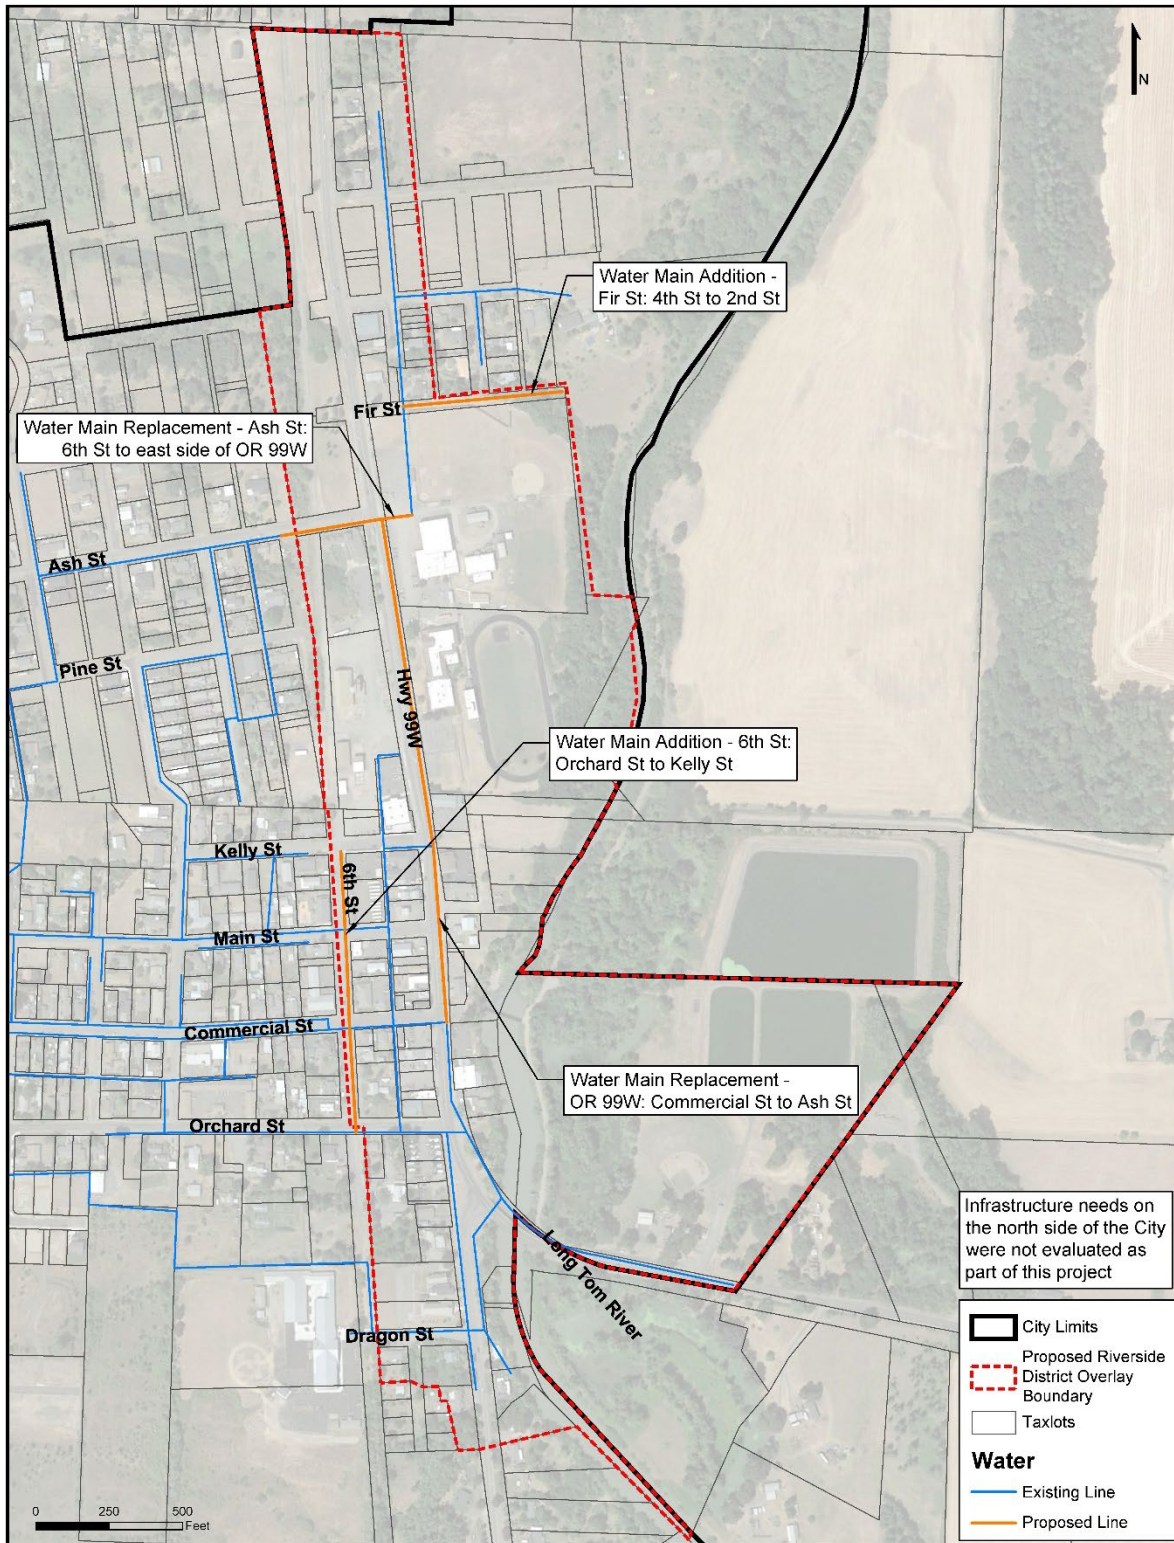 N
Water Main Addition -
Fir St: 4th St to 2nd St
Fir St
Water Main Replacement - Ash St:
6th St to east side of OR 99W
Ash St
Pine St
Hwy 99W
Water Main Addition - 6th St:
Orchard St to Kelly St
Kelly St
6th St
Main St
Commercial St
Water Main Replacement -
OR 99W: Commercial St to Ash St
Orchard St
Long Tom River
Dragon St
Infrastructure needs on
the north side of the City
were not evaluated as
part of this project
City Limits
Proposed Riverside
District Overlay
Boundary
Taxlots
Water
Existing Line
Proposed Line
0 250 500
Feet